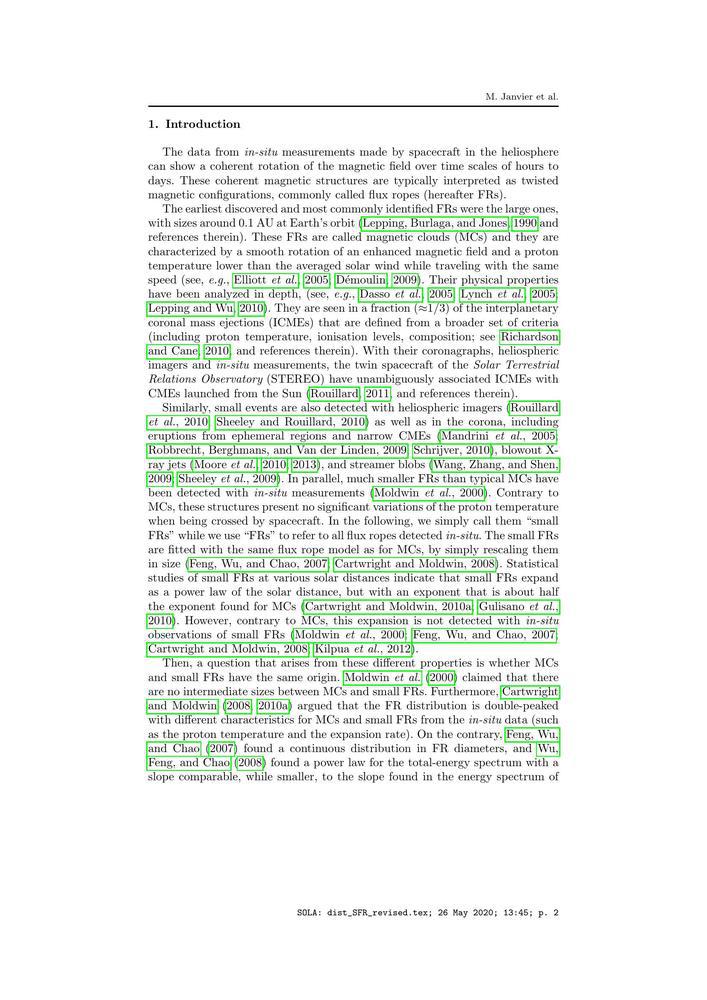 M. Janvier et al.
1. Introduction
The data from in-situ measurements made by spacecraft in the heliosphere
can show a coherent rotation of the magnetic field over time scales of hours to
days. These coherent magnetic structures are typically interpreted as twisted
magnetic configurations, commonly called flux ropes (hereafter FRs).
The earliest discovered and most commonly identified FRs were the large ones,
with sizes around 0.1 AU at Earth's orbit (Lepping, Burlaga, and Jones, 1990 and
references therein). These FRs are called magnetic clouds (MCs) and they are
characterized by a smooth rotation of an enhanced magnetic field and a proton
temperature lower than the averaged solar wind while traveling with the same
speed (see, e.g., Elliott et al., 2005; Démoulin, 2009). Their physical properties
have been analyzed in depth, (see, e.g., Dasso et al., 2005; Lynch et al., 2005;
Lepping and Wu, 2010). They are seen in a fraction (≈1/3) of the interplanetary
coronal mass ejections (ICMEs) that are defined from a broader set of criteria
(including proton temperature, ionisation levels, composition; see Richardson
and Cane, 2010, and references therein). With their coronagraphs, heliospheric
imagers and in-situ measurements, the twin spacecraft of the Solar Terrestrial
Relations Observatory (STEREO) have unambiguously associated ICMEs with
CMEs launched from the Sun (Rouillard, 2011, and references therein).
Similarly, small events are also detected with heliospheric imagers (Rouillard
et al., 2010; Sheeley and Rouillard, 2010) as well as in the corona, including
eruptions from ephemeral regions and narrow CMEs (Mandrini et al., 2005;
Robbrecht, Berghmans, and Van der Linden, 2009; Schrijver, 2010), blowout X-
ray jets (Moore et al., 2010, 2013), and streamer blobs (Wang, Zhang, and Shen,
2009; Sheeley et al., 2009). In parallel, much smaller FRs than typical MCs have
been detected with in-situ measurements (Moldwin et al., 2000). Contrary to
MCs, these structures present no significant variations of the proton temperature
when being crossed by spacecraft. In the following, we simply call them "small
FRs" while we use "FRs" to refer to all flux ropes detected in-situ. The small FRs
are fitted with the same flux rope model as for MCs, by simply rescaling them
in size (Feng, Wu, and Chao, 2007; Cartwright and Moldwin, 2008). Statistical
studies of small FRs at various solar distances indicate that small FRs expand
as a power law of the solar distance, but with an exponent that is about half
the exponent found for MCs (Cartwright and Moldwin, 2010a; Gulisano et al.,
2010). However, contrary to MCs, this expansion is not detected with in-situ
observations of small FRs (Moldwin et al., 2000; Feng, Wu, and Chao, 2007;
Cartwright and Moldwin, 2008; Kilpua et al., 2012).
Then, a question that arises from these different properties is whether MCs
and small FRs have the same origin. Moldwin et al. (2000) claimed that there
are no intermediate sizes between MCs and small FRs. Furthermore, Cartwright
and Moldwin (2008, 2010a) argued that the FR distribution is double-peaked
with different characteristics for MCs and small FRs from the in-situ data (such
as the proton temperature and the expansion rate). On the contrary, Feng, Wu,
and Chao (2007) found a continuous distribution in FR diameters, and Wu,
Feng, and Chao (2008) found a power law for the total-energy spectrum with a
slope comparable, while smaller, to the slope found in the energy spectrum of
SOLA: dist_SFR_revised.tex; 26 May 2020; 13:45; p. 2